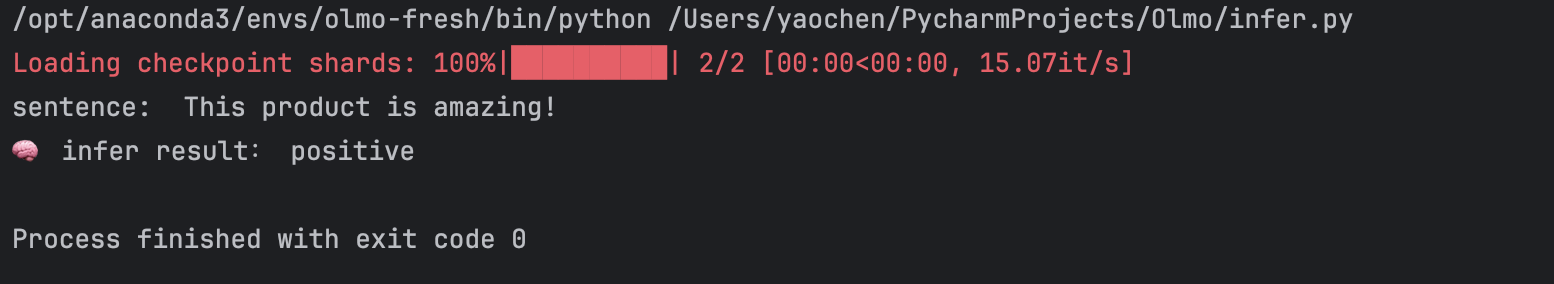 /opt/anaconda3/envs/olmo-fresh/bin/python /Users/yaochen/PycharmProjects/Olmo/infer.py
Loading checkpoint shards: 100%|██████████| 2/2 [00:00<00:00, 15.07it/s]
sentence:  This product is amazing!
🧠 infer result:  positive
Process finished with exit code 0